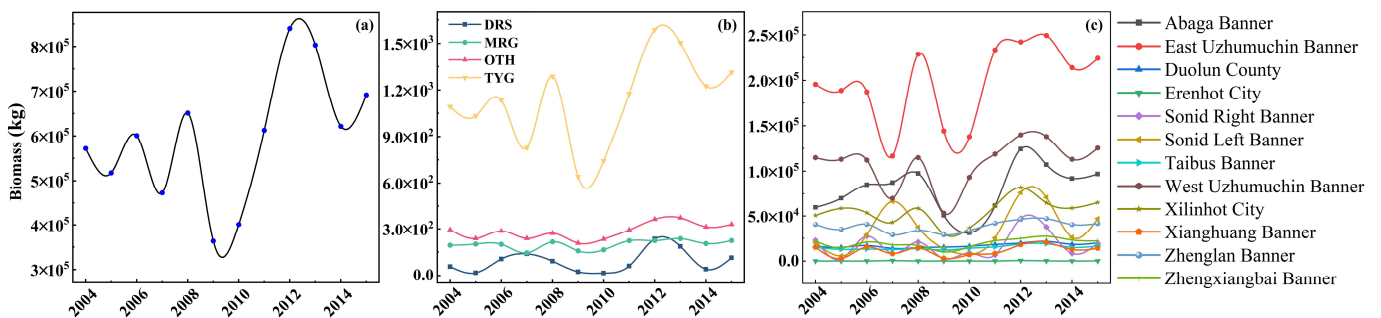 (a)
Biomass (kg)
8×10⁵
7×10⁵
6×10⁵
5×10⁵
4×10⁵
3×10⁵
2004
2006
2008
2010
2012
2014
(b)
DRS
MRG
OTH
TYG
1.5×10³
1.2×10³
9.0×10²
6.0×10²
3.0×10²
0.0
2004
2006
2008
2010
2012
2014
(c)
2.5×10⁵
2.0×10⁵
1.5×10⁵
1.0×10⁵
5.0×10⁴
0.0
2004
2006
2008
2010
2012
2014
Abaga Banner
East Uzhumuchin Banner
Duolun County
Erenhot City
Sonid Right Banner
Sonid Left Banner
Taibus Banner
West Uzhumuchin Banner
Xilinhot City
Xianghuang Banner
Zhenglan Banner
Zhengxiangbai Banner